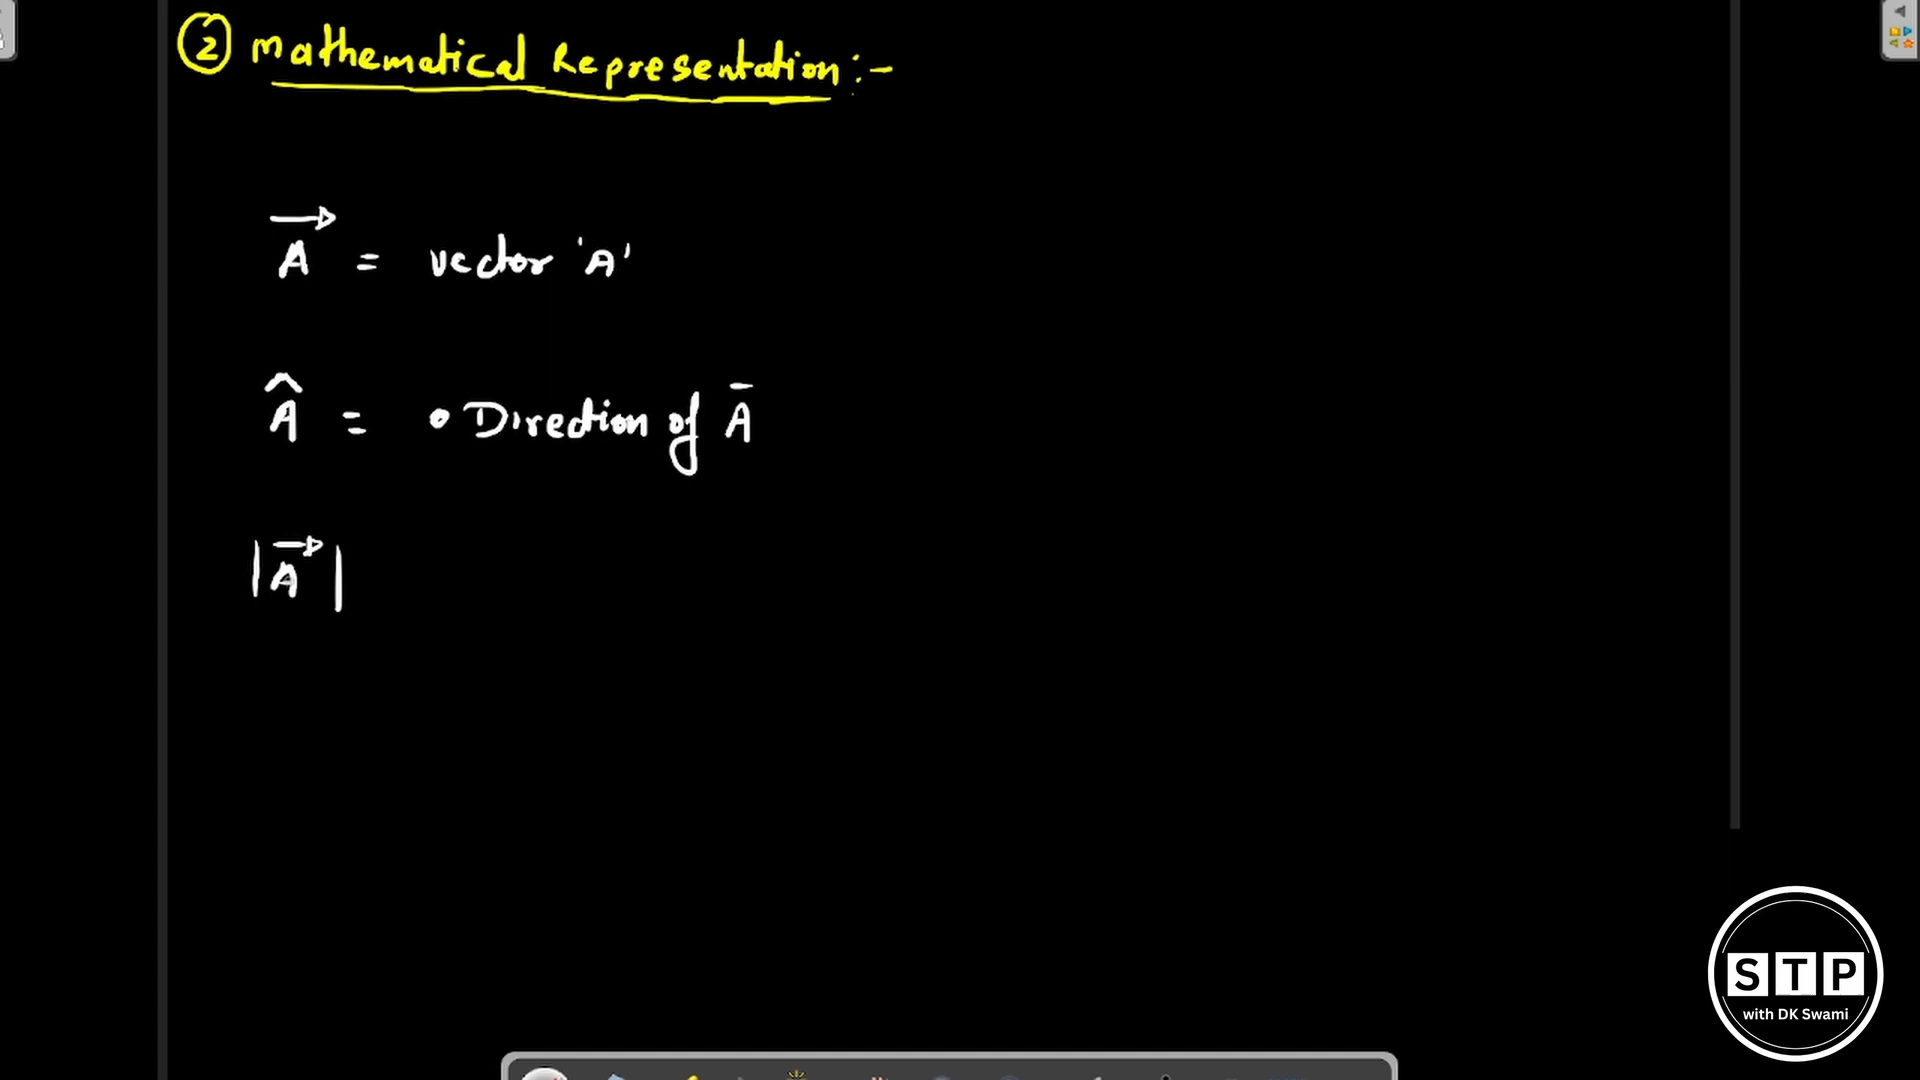 ② Mathematical Representation :-
A⃗ = vector 'A'
Â = • Direction of Ā
|A⃗|
STP
with DK Swami